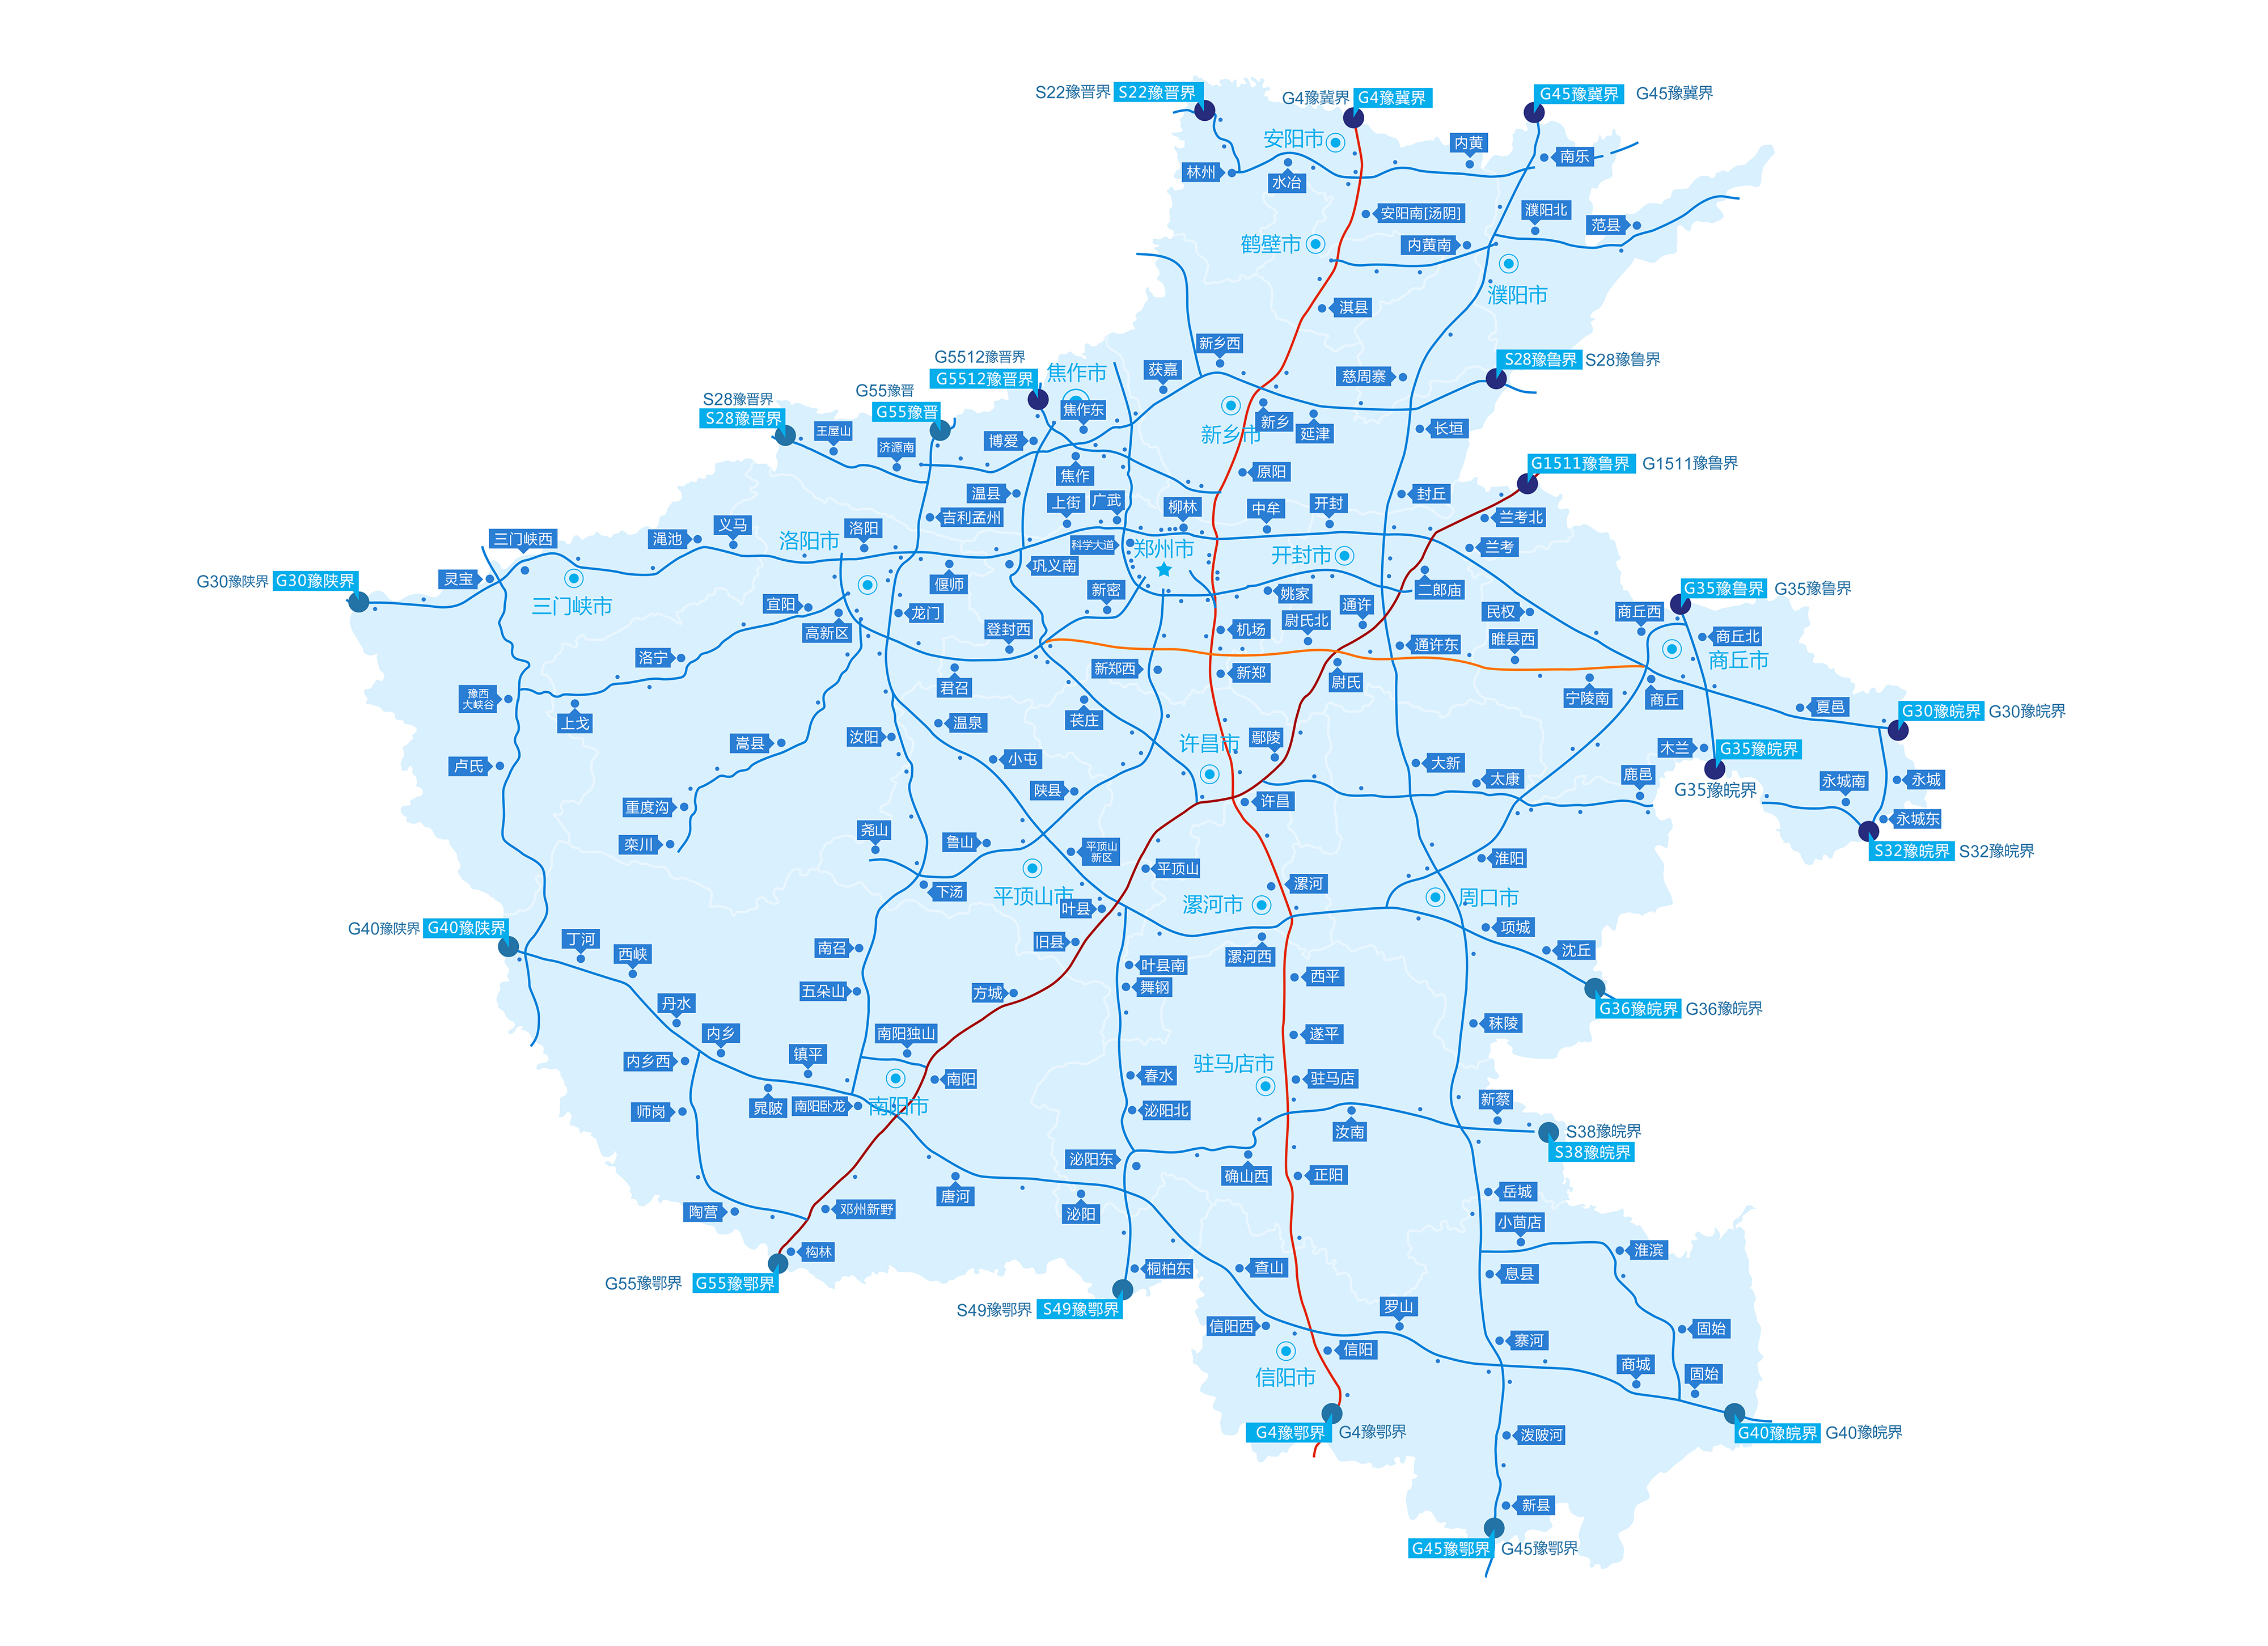 S22豫晋界
S22豫晋界
G4豫冀界
G4豫冀界
G45豫冀界
G45豫冀界
安阳市
内黄
南乐
林州
水冶
安阳南[汤阴]
濮阳北
范县
鹤壁市
内黄南
濮阳市
淇县
新乡西
G5512豫晋界
G5512豫晋界
焦作市
获嘉
慈周寨
S28豫鲁界
S28豫鲁界
G55豫晋
G55豫晋
S28豫晋界
S28豫晋界
焦作东
新乡
新乡市
延津
长垣
王屋山
济源南
博爱
焦作
原阳
G1511豫鲁界
G1511豫鲁界
温县
上街
广武
柳林
中牟
开封
封丘
吉利孟州
兰考北
三门峡西
渑池
义马
洛阳市
洛阳
科学大道
郑州市
开封市
兰考
G30豫陕界
G30豫陕界
灵宝
三门峡市
偃师
巩义南
新密
姚家
二郎庙
G35豫鲁界
G35豫鲁界
宜阳
高新区
龙门
登封西
机场
尉氏北
通许
通许东
民权
睢县西
商丘西
商丘北
商丘市
洛宁
君召
新郑西
新郑
尉氏
宁陵南
商丘
豫西
大峡谷
上戈
嵩县
汝阳
温泉
苌庄
夏邑
G30豫皖界
G30豫皖界
卢氏
小屯
许昌市
鄢陵
大新
太康
鹿邑
木兰
G35豫皖界
G35豫皖界
永城南
永城
重度沟
陕县
许昌
永城东
栾川
尧山
鲁山
平顶山
新区
平顶山
淮阳
S32豫皖界
S32豫皖界
下汤
平顶山市
叶县
漯河市
漯河
周口市
G40豫陕界
G40豫陕界
丁河
西峡
南召
旧县
漯河西
项城
沈丘
叶县南
舞钢
西平
五朵山
方城
G36豫皖界
G36豫皖界
丹水
内乡
南阳独山
遂平
秣陵
内乡西
镇平
驻马店市
南阳
春水
驻马店
师岗
晁陂
南阳卧龙
南阳市
泌阳北
汝南
新蔡
S38豫皖界
S38豫皖界
泌阳东
确山西
正阳
唐河
泌阳
岳城
陶营
邓州新野
小茴店
构林
淮滨
G55豫鄂界
G55豫鄂界
桐柏东
查山
息县
S49豫鄂界
S49豫鄂界
信阳西
罗山
信阳
寨河
固始
信阳市
商城
固始
G4豫鄂界
G4豫鄂界
泼陂河
G40豫皖界
G40豫皖界
新县
G45豫鄂界
G45豫鄂界